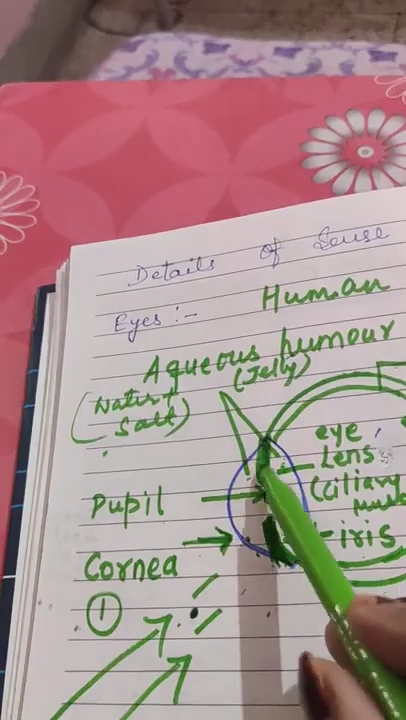 Details of Sense
Eyes :- Human
Aqueous humour
(Jelly)
(Water +
Salt)
eye
Lens
Pupil
Ciliary
iris
Cornea
①